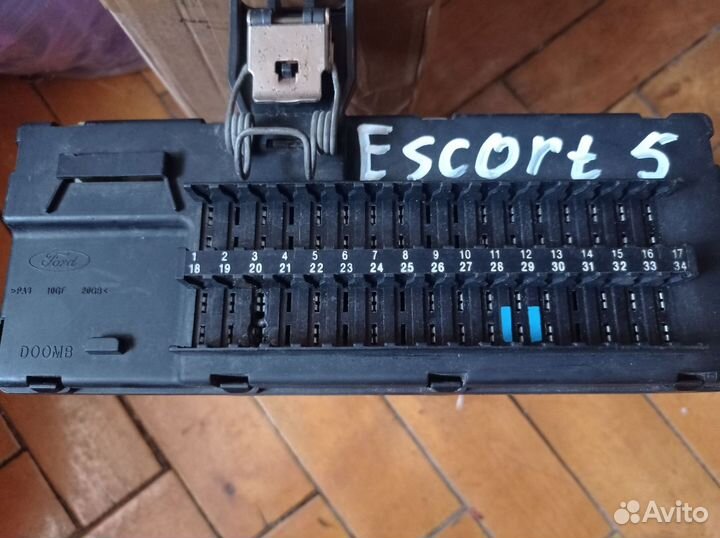 Escort 5
1 2 3 4 5 6 7 8 9 10 11 12 13 14 15 16 17
18 19 20 21 22 23 24 25 26 27 28 29 30 31 32 33 34
Ford
>PA6 10GF 20GB<
DOOMB
Avito